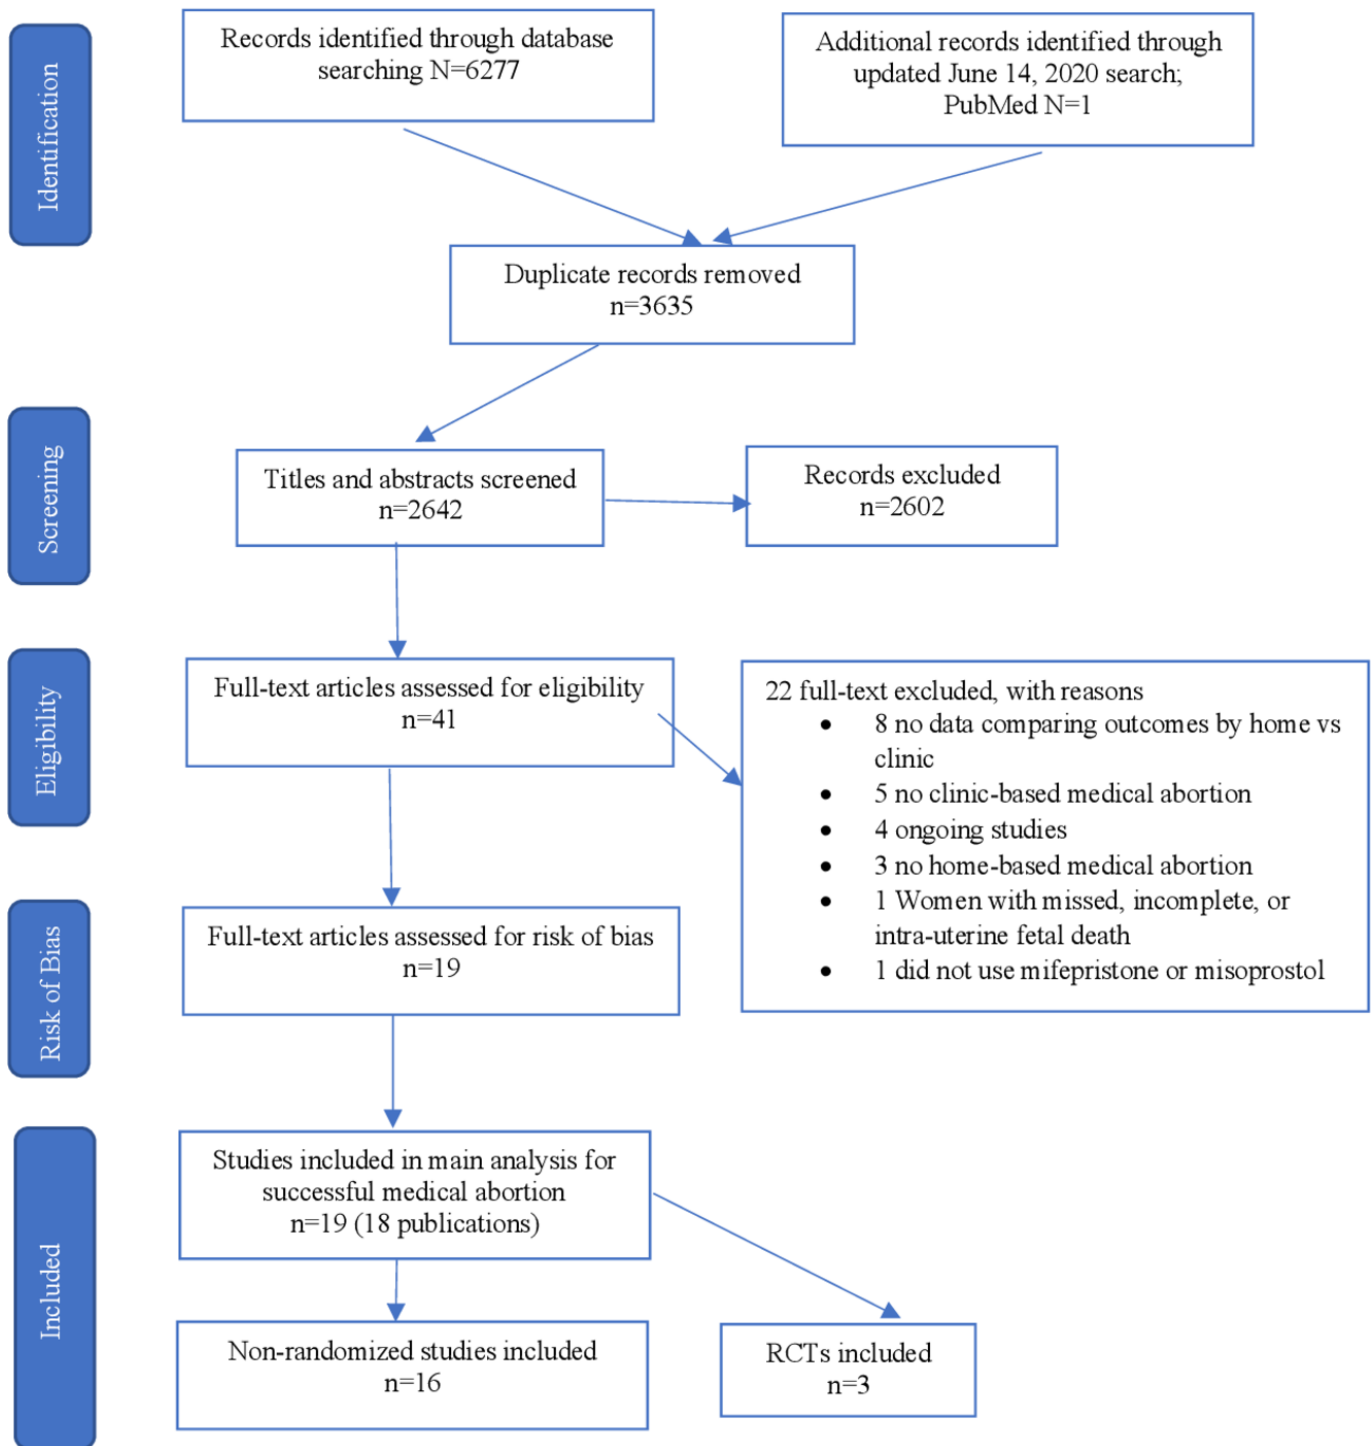 Identification
Records identified through database
searching N=6277
Additional records identified through
updated June 14, 2020 search;
PubMed N=1
Duplicate records removed
n=3635
Screening
Titles and abstracts screened
n=2642
Records excluded
n=2602
Eligibility
Full-text articles assessed for eligibility
n=41
22 full-text excluded, with reasons
• 8 no data comparing outcomes by home vs
clinic
• 5 no clinic-based medical abortion
• 4 ongoing studies
• 3 no home-based medical abortion
• 1 Women with missed, incomplete, or
intra-uterine fetal death
• 1 did not use mifepristone or misoprostol
Risk of Bias
Full-text articles assessed for risk of bias
n=19
Included
Studies included in main analysis for
successful medical abortion
n=19 (18 publications)
Non-randomized studies included
n=16
RCTs included
n=3